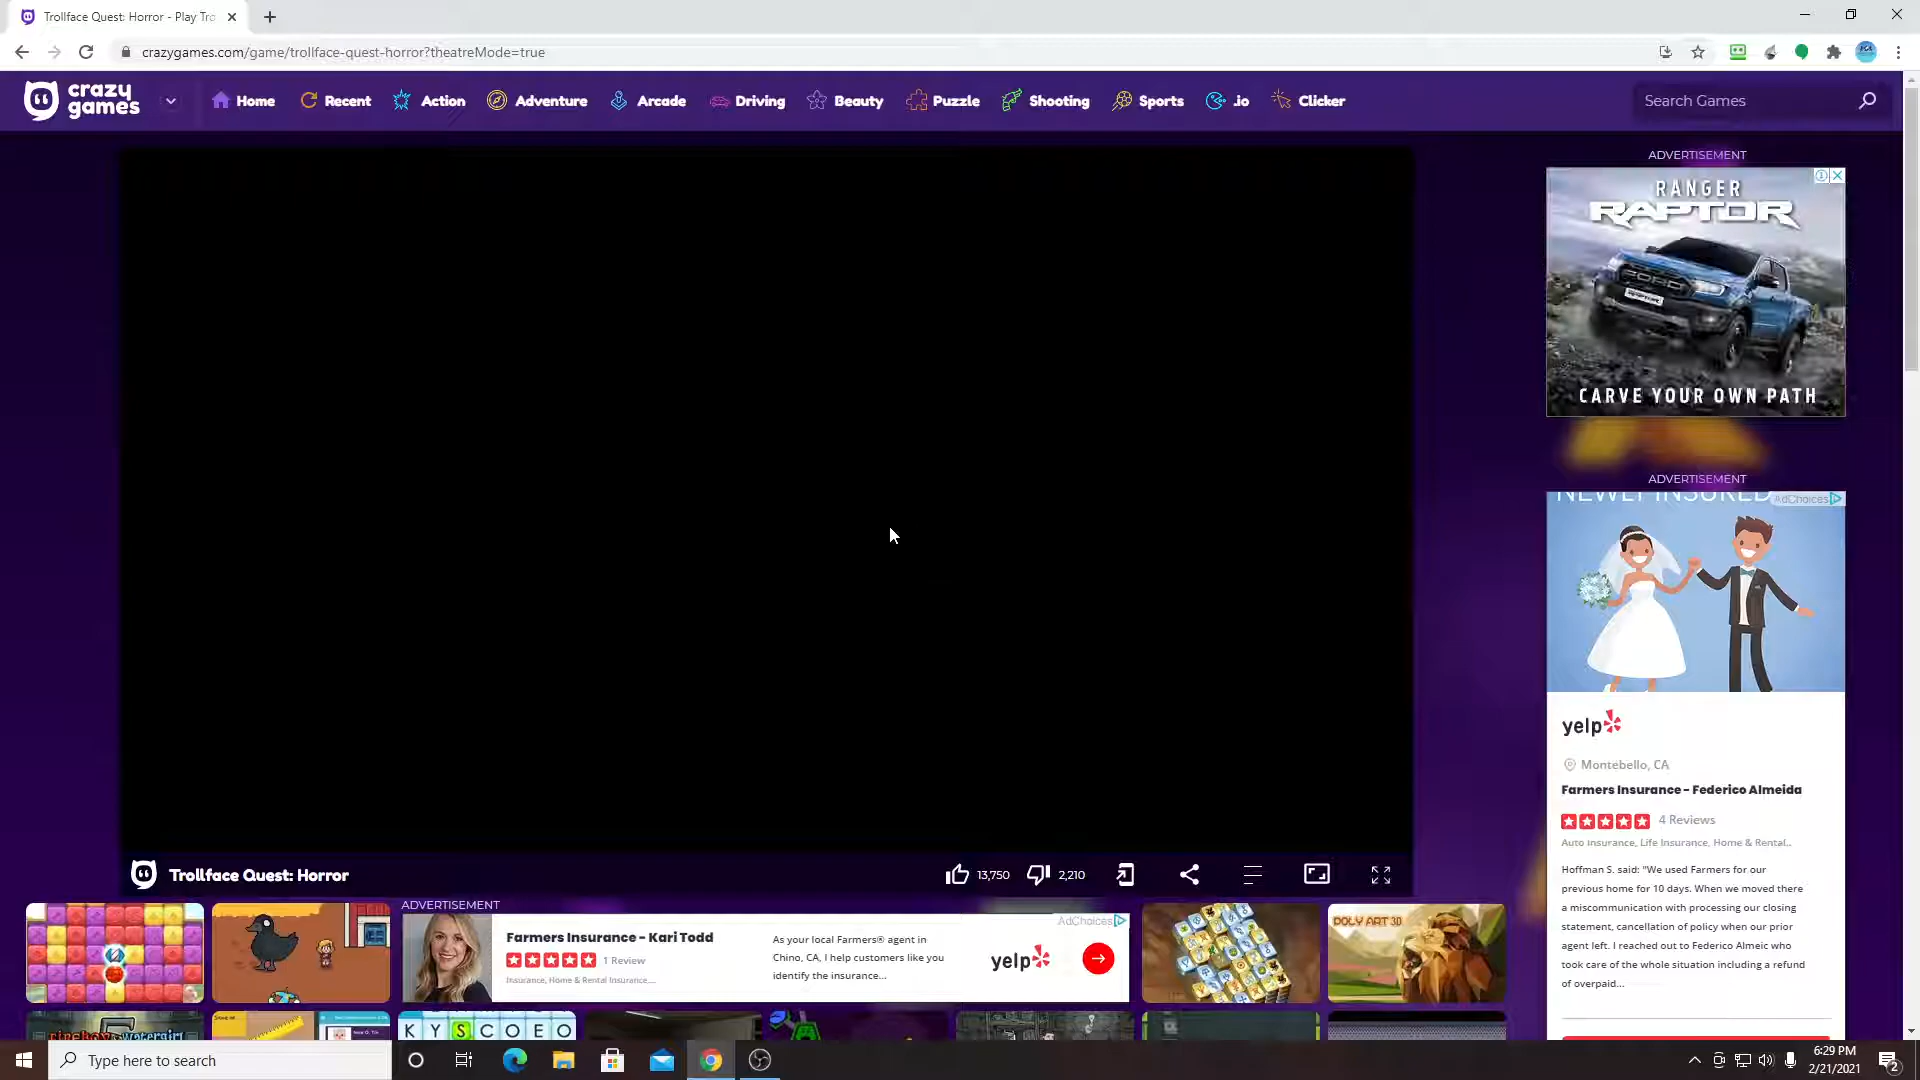 Trollface Quest: Horror - Play Tro
crazygames.com/game/trollface-quest-horror?theatreMode=true
crazy games
Home
Recent
Action
Adventure
Arcade
Driving
Beauty
Puzzle
Shooting
Sports
.io
Clicker
Search Games
ADVERTISEMENT
RANGER
RAPTOR
FORD
CARVE YOUR OWN PATH
ADVERTISEMENT
NEWLY INSURED
AdChoices
yelp
Montebello, CA
Farmers Insurance - Federico Almeida
4 Reviews
Auto Insurance, Life Insurance, Home & Rental...
Hoffman S. said: "We used Farmers for our
previous home for 10 days. When we moved there
a miscommunication with processing our closing
statement, cancellation of policy when our prior
agent left. I reached out to Federico Almeic who
took care of the whole situation including a refund
of overpaid...
Trollface Quest: Horror
13,750
2,210
ADVERTISEMENT
AdChoices
Farmers Insurance - Kari Todd
1 Review
Insurance, Home & Rental Insurance,...
As your local Farmers® agent in
Chino, CA, I help customers like you
identify the insurance...
yelp
POLY ART 3D
K Y S C O E O
Type here to search
6:29 PM
2/21/2021
2